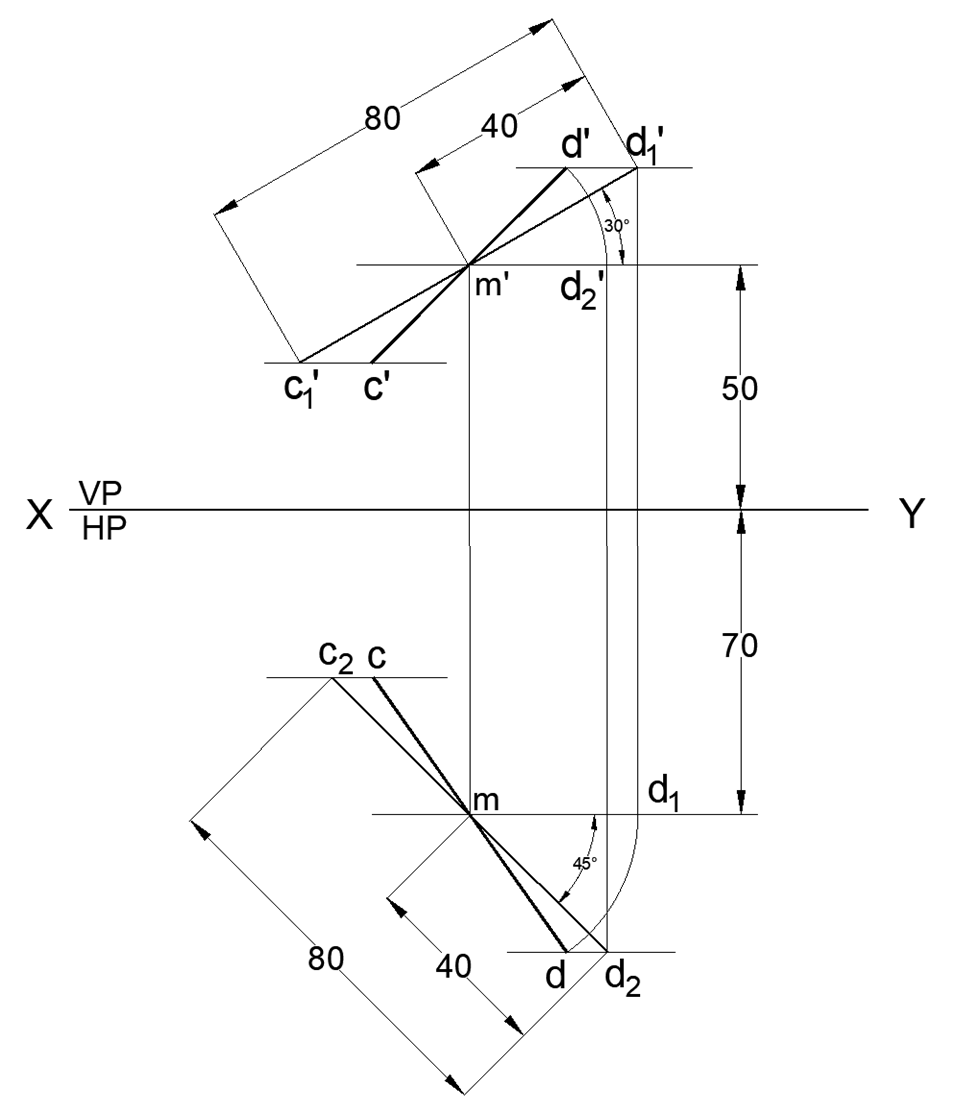 80
40
d' d₁'
30°
m' d₂'
c₁' c'
50
X VP Y
HP
70
c₂ c
m d₁
45°
80 40 d d₂